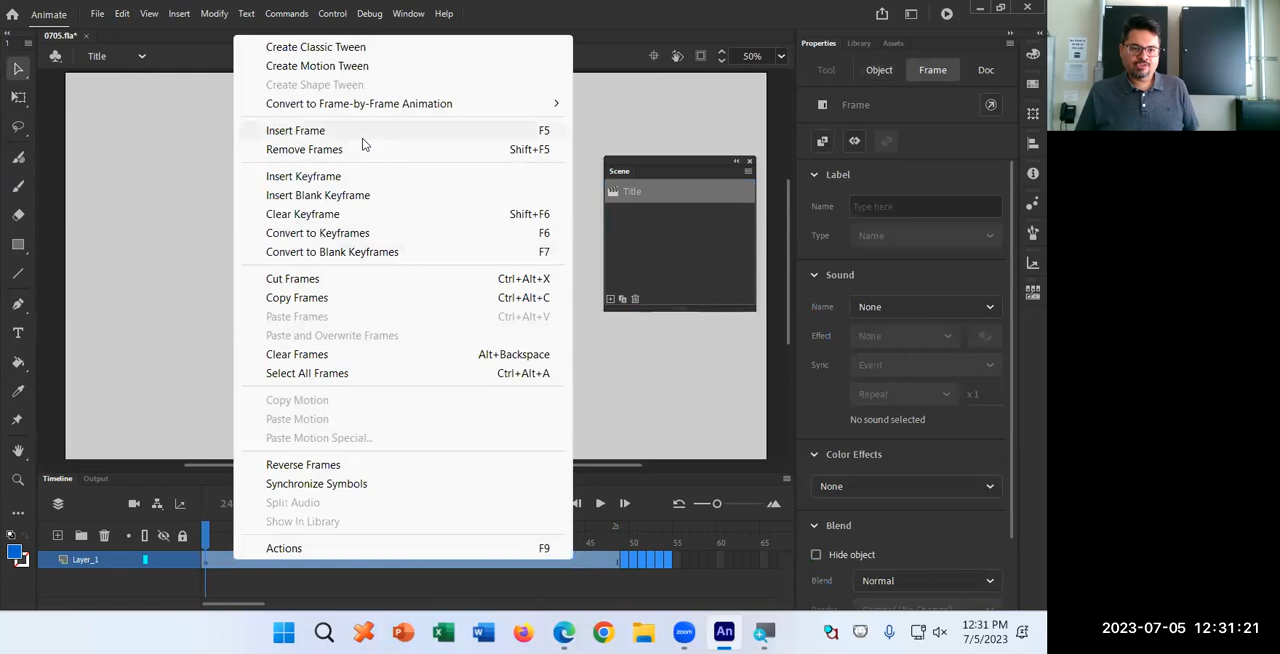 Animate File Edit View Insert Modify Text Commands Control Debug Window Help
0705.fla*
Title
50%
Create Classic Tween
Create Motion Tween
Create Shape Tween
Convert to Frame-by-Frame Animation
Insert Frame F5
Remove Frames Shift+F5
Insert Keyframe
Insert Blank Keyframe
Clear Keyframe Shift+F6
Convert to Keyframes F6
Convert to Blank Keyframes F7
Cut Frames Ctrl+Alt+X
Copy Frames Ctrl+Alt+C
Paste Frames Ctrl+Alt+V
Paste and Overwrite Frames
Clear Frames Alt+Backspace
Select All Frames Ctrl+Alt+A
Copy Motion
Paste Motion
Paste Motion Special...
Reverse Frames
Synchronize Symbols
Split Audio
Show In Library
Actions F9
Scene
Title
Properties Library Assets
Tool Object Frame Doc
Frame
Label
Name Type here
Type Name
Sound
Name None
Effect None
Sync Event
Repeat x 1
No sound selected
Color Effects
None
Blend
Hide object
Blend Normal
Timeline Output
24
2s
45 50 55 60 65
Layer_1
zoom
An
12:31 PM
7/5/2023
2023-07-05 12:31:21